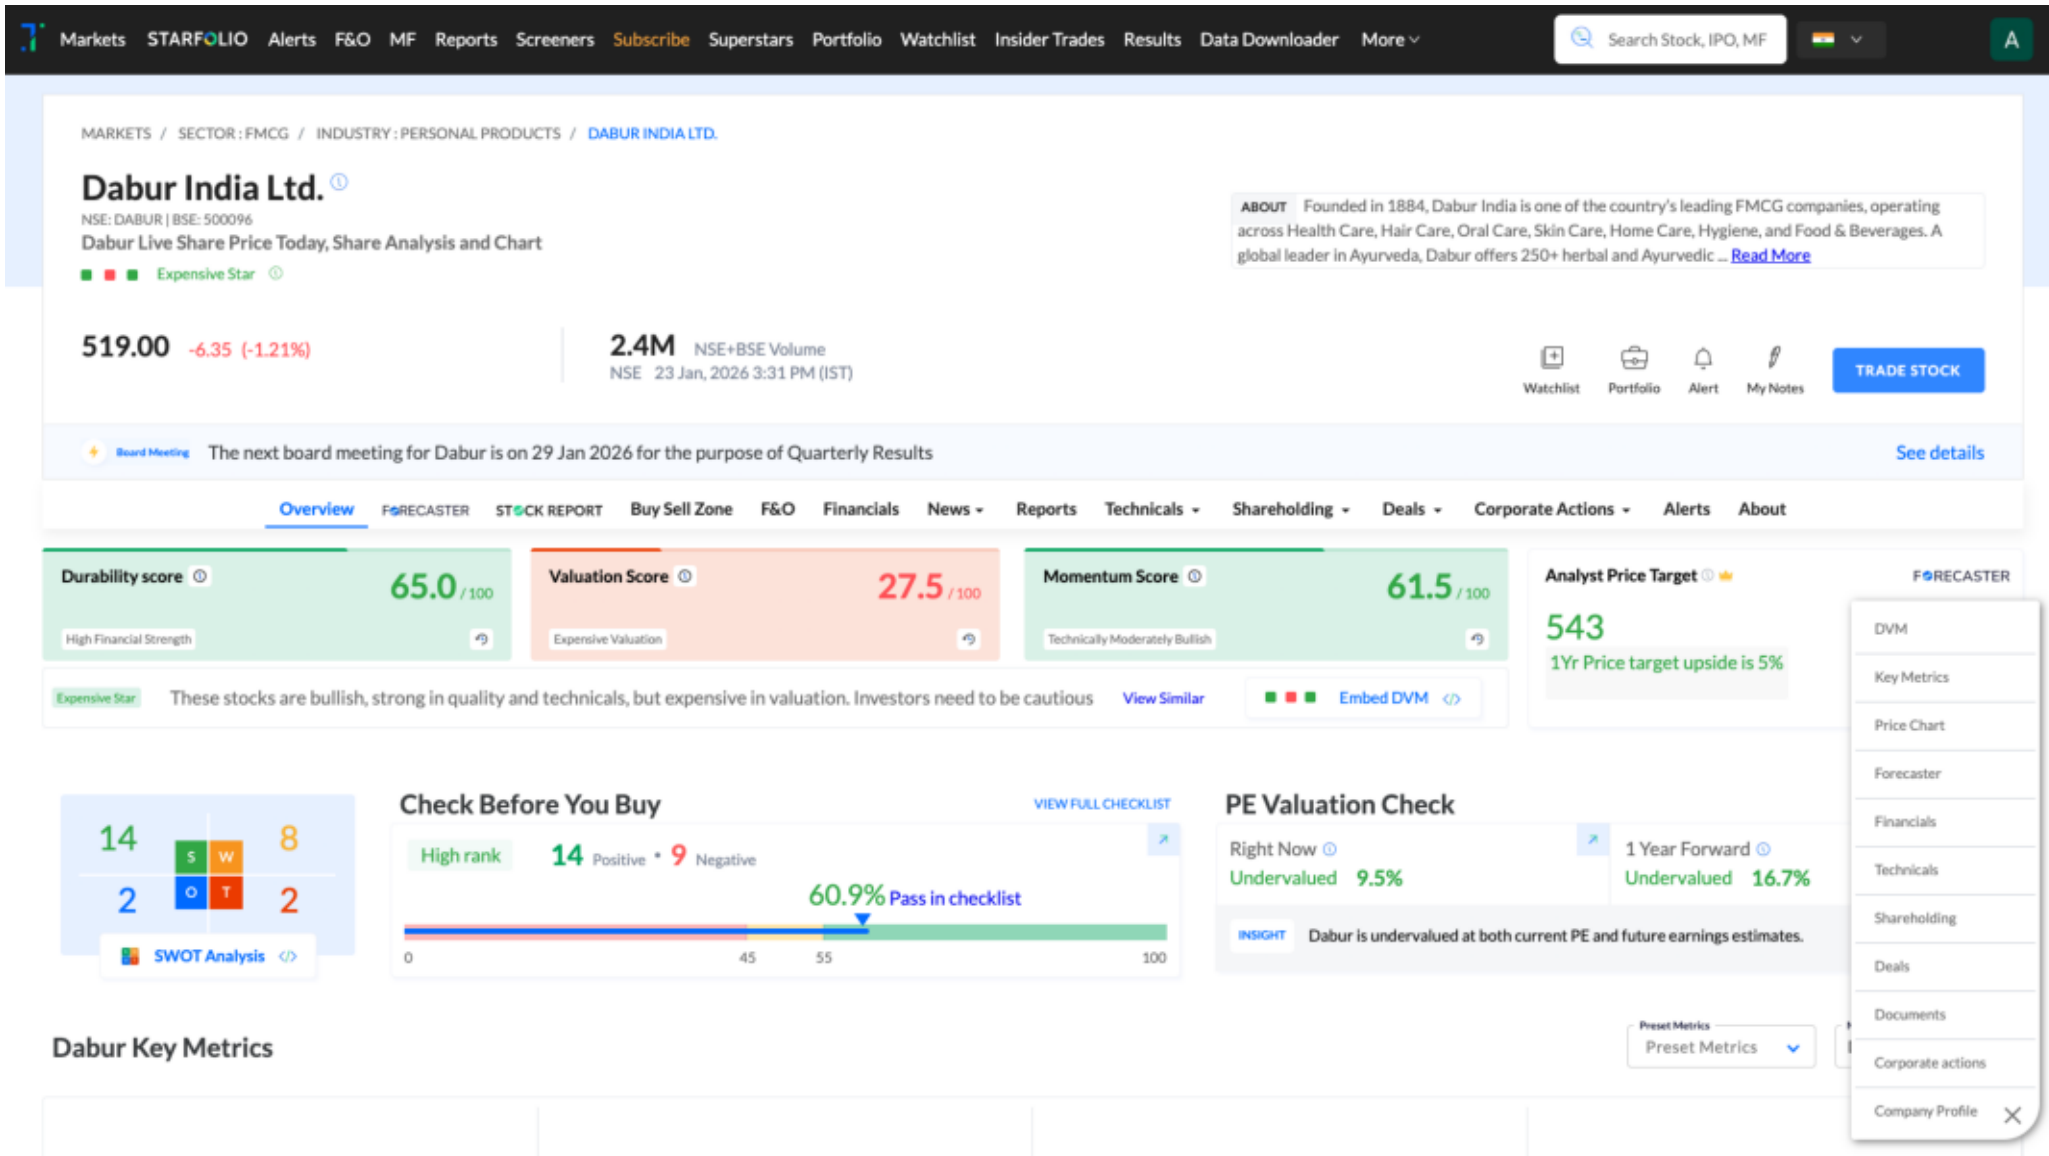 Markets STARFOLIO Alerts F&O MF Reports Screeners Subscribe Superstars Portfolio Watchlist Insider Trades Results Data Downloader More Search Stock, IPO, MF A
MARKETS / SECTOR : FMCG / INDUSTRY : PERSONAL PRODUCTS / DABUR INDIA LTD.
Dabur India Ltd.
NSE: DABUR | BSE: 500096
Dabur Live Share Price Today, Share Analysis and Chart
Expensive Star
ABOUT Founded in 1884, Dabur India is one of the country's leading FMCG companies, operating
across Health Care, Hair Care, Oral Care, Skin Care, Home Care, Hygiene, and Food & Beverages. A
global leader in Ayurveda, Dabur offers 250+ herbal and Ayurvedic ... Read More
519.00 -6.35 (-1.21%)
2.4M NSE+BSE Volume
NSE 23 Jan, 2026 3:31 PM (IST)
Watchlist Portfolio Alert My Notes TRADE STOCK
Board Meeting The next board meeting for Dabur is on 29 Jan 2026 for the purpose of Quarterly Results See details
Overview FORECASTER STOCK REPORT Buy Sell Zone F&O Financials News Reports Technicals Shareholding Deals Corporate Actions Alerts About
Durability score 65.0 / 100
High Financial Strength
Valuation Score 27.5 / 100
Expensive Valuation
Momentum Score 61.5 / 100
Technically Moderately Bullish
Analyst Price Target FORECASTER
543
1Yr Price target upside is 5%
Expensive Star These stocks are bullish, strong in quality and technicals, but expensive in valuation. Investors need to be cautious View Similar Embed DVM </>
14 S W 8
2 O T 2
SWOT Analysis </>
Check Before You Buy VIEW FULL CHECKLIST
High rank 14 Positive • 9 Negative
60.9% Pass in checklist
0 45 55 100
PE Valuation Check
Right Now
Undervalued 9.5%
1 Year Forward
Undervalued 16.7%
INSIGHT Dabur is undervalued at both current PE and future earnings estimates.
Dabur Key Metrics
Preset Metrics
Preset Metrics
DVM
Key Metrics
Price Chart
Forecaster
Financials
Technicals
Shareholding
Deals
Documents
Corporate actions
Company Profile